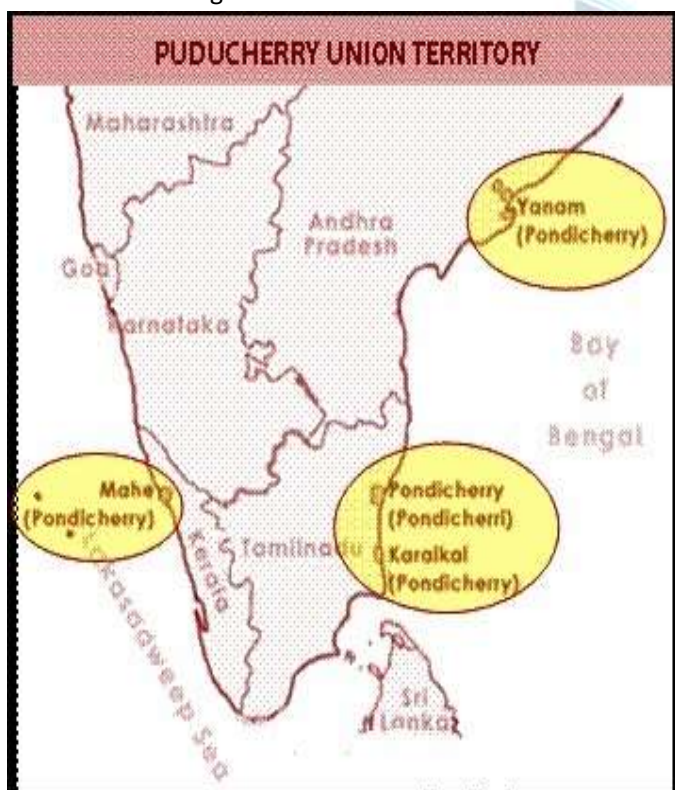 PUDUCHERRY UNION TERRITORY
Maharashtra
Yanam
(Pondicherry)
Andhra
Pradesh
Goa
Karnataka
Bay
of
Bengal
Mahe
(Pondicherry)
Pondicherry
(Pondicherri)
Karaikal
(Pondicherry)
Tamilnadu
Kerala
Sea
Sri
Lanka